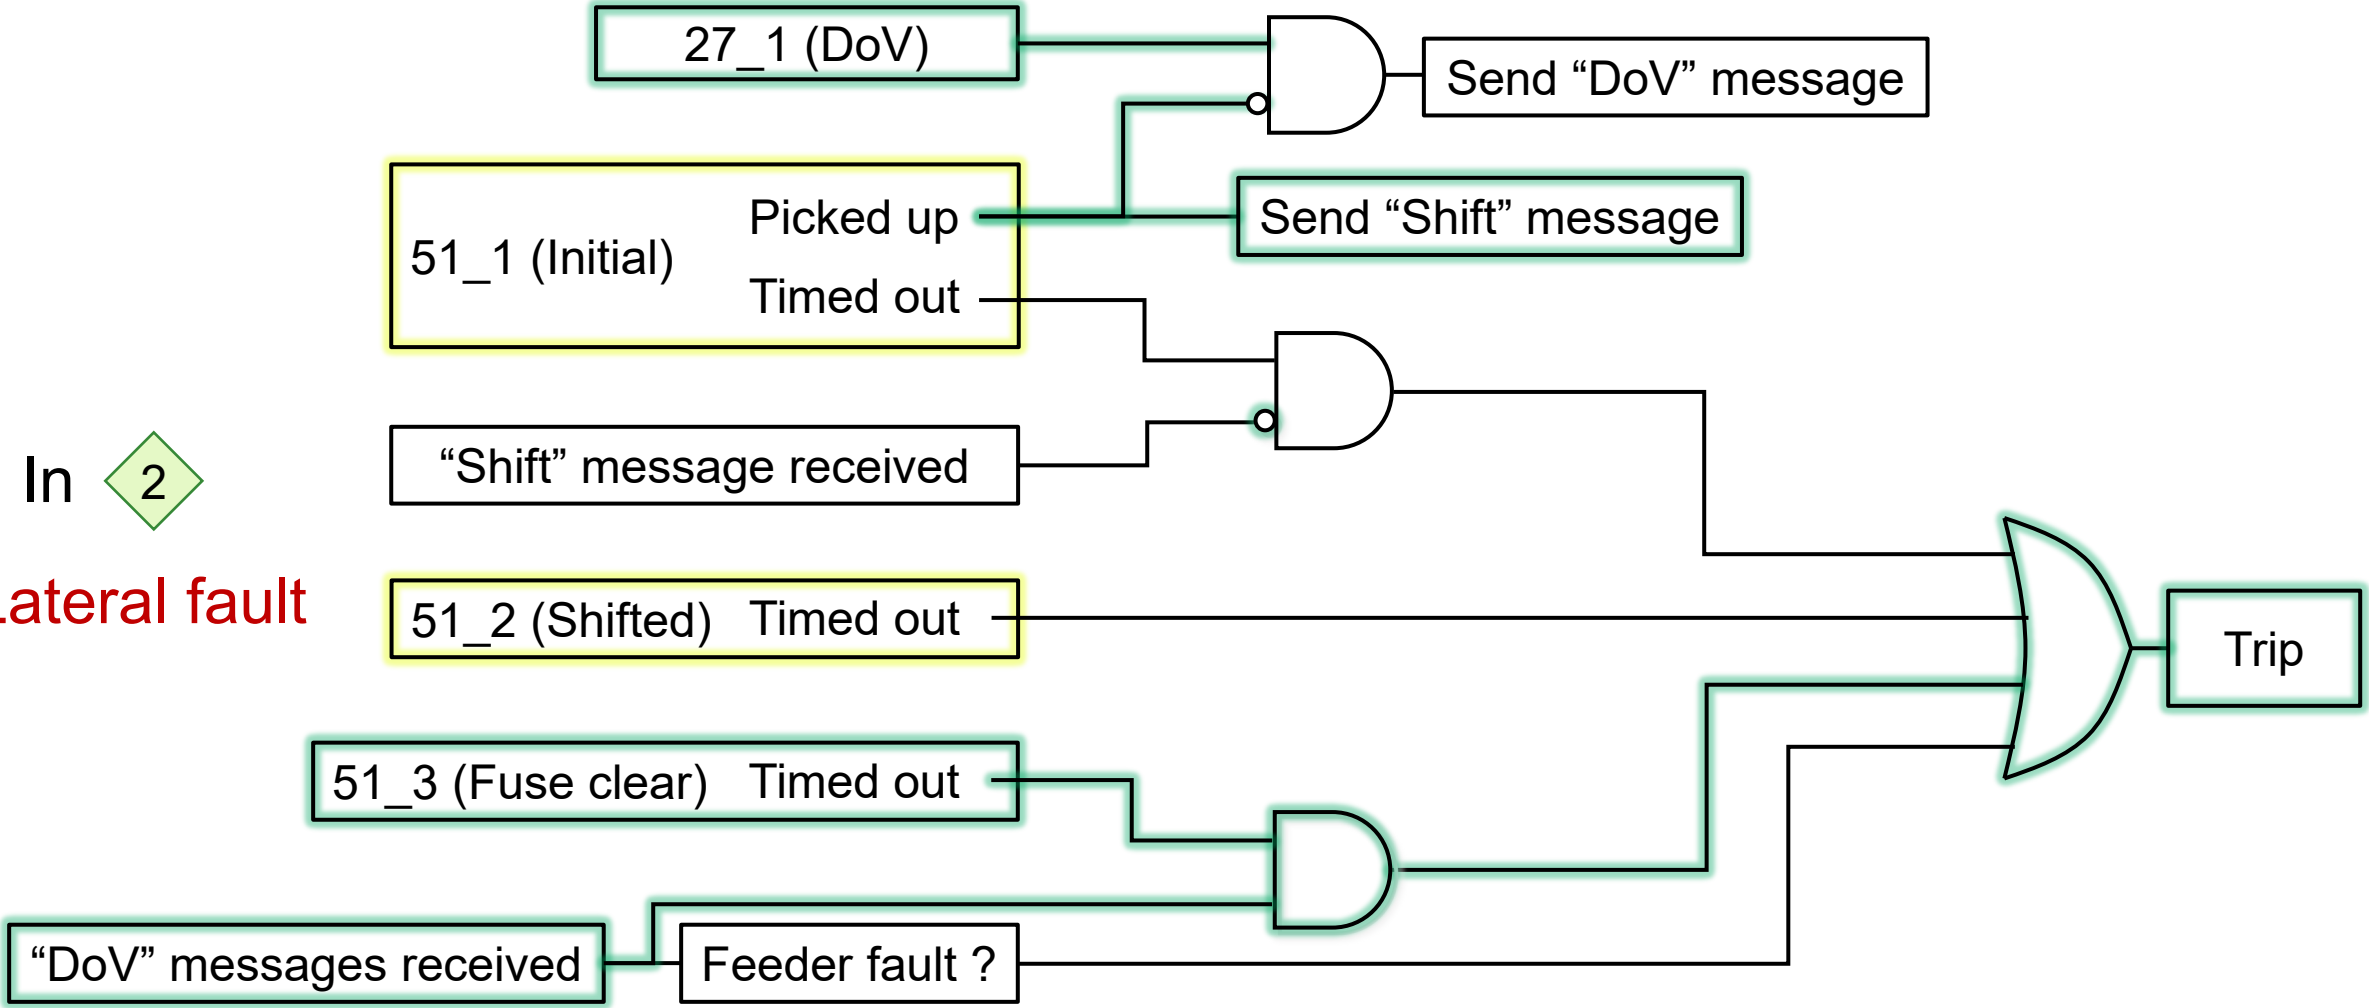 27_1 (DoV)
Send “DoV” message
51_1 (Initial)
Picked up
Send “Shift” message
Timed out
“Shift” message received
In
2
Lateral fault
51_2 (Shifted) Timed out
Trip
51_3 (Fuse clear) Timed out
“DoV” messages received
Feeder fault ?